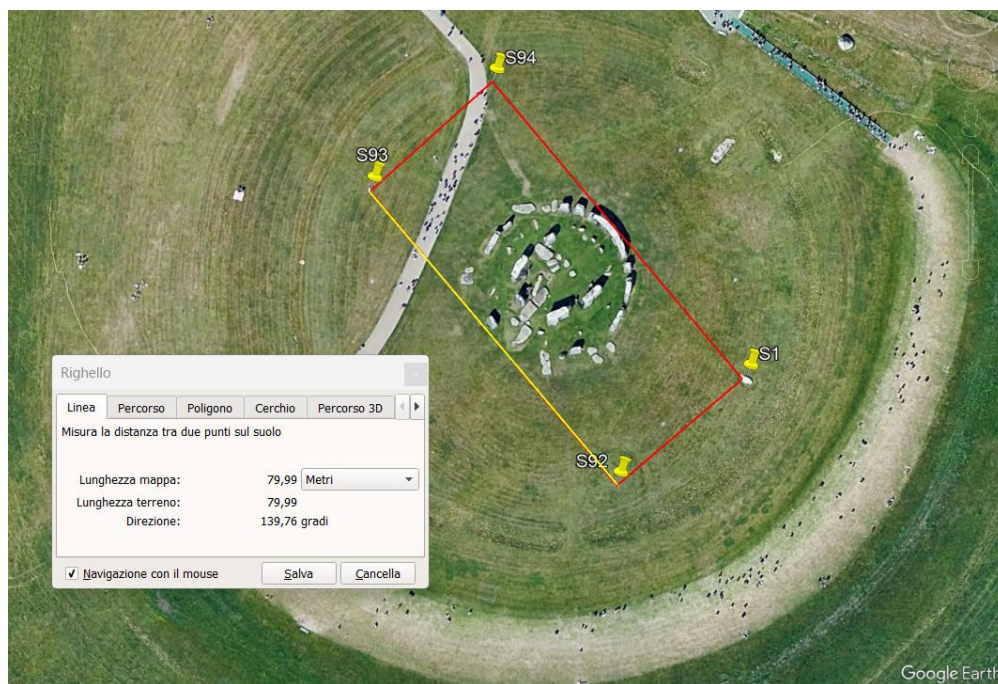 S94
S93
S1
S92
Righello
Linea Percorso Poligono Cerchio Percorso 3D
Misura la distanza tra due punti sul suolo
Lunghezza mappa: 79,99 Metri
Lunghezza terreno: 79,99
Direzione: 139,76 gradi
Navigazione con il mouse Salva Cancella
Google Earth